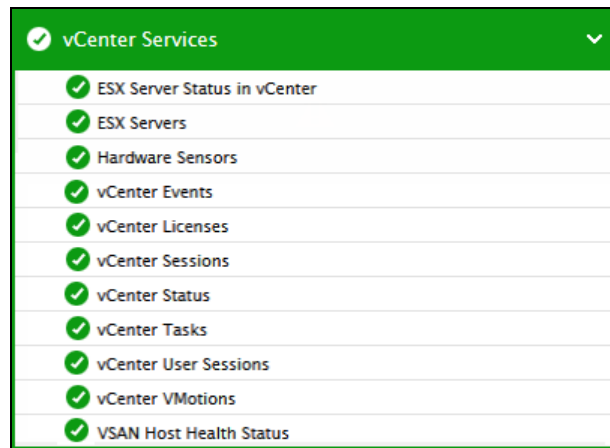 vCenter Services
ESX Server Status in vCenter
ESX Servers
Hardware Sensors
vCenter Events
vCenter Licenses
vCenter Sessions
vCenter Status
vCenter Tasks
vCenter User Sessions
vCenter VMotions
VSAN Host Health Status